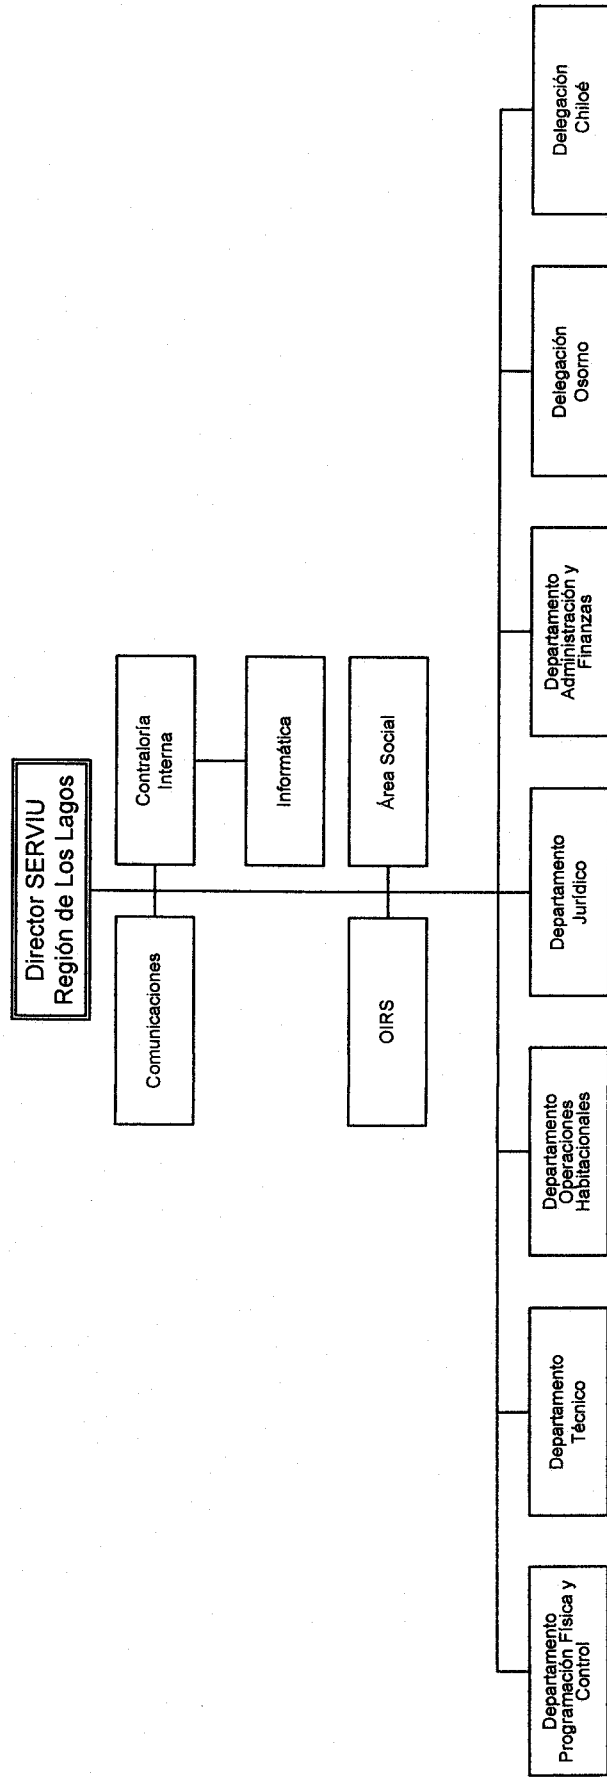 Director SERVIU
Región de Los Lagos
Comunicaciones
Contraloría
Interna
Informática
OIRS
Área Social
Departamento
Programación Física y
Control
Departamento
Técnico
Departamento
Operaciones
Habitacionales
Departamento
Jurídico
Departamento
Administración y
Finanzas
Delegación
Osorno
Delegación
Chiloé